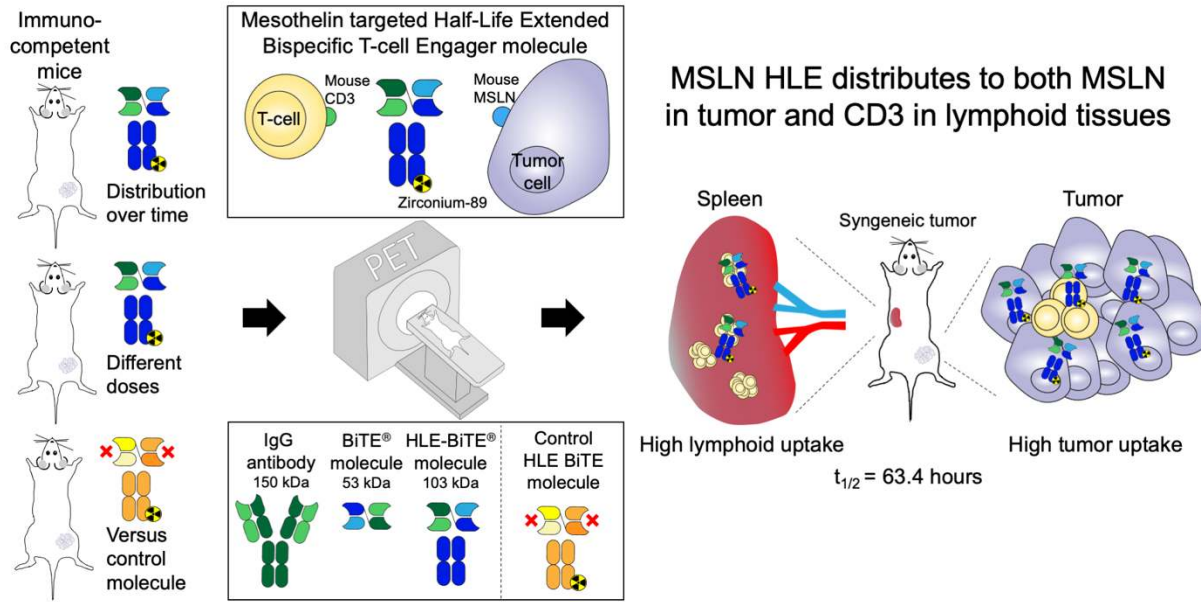 Immuno-
competent
mice
Distribution
over time
Different
doses
Versus
control
molecule
Mesothelin targeted Half-Life Extended
Bispecific T-cell Engager molecule
Mouse
CD3
T-cell
Mouse
MSLN
Tumor
cell
Zirconium-89
PET
IgG
antibody
150 kDa
BiTE®
molecule
53 kDa
HLE-BiTE®
molecule
103 kDa
Control
HLE BiTE
molecule
MSLN HLE distributes to both MSLN
in tumor and CD3 in lymphoid tissues
Spleen
Syngeneic tumor
Tumor
High lymphoid uptake
High tumor uptake
t1/2 = 63.4 hours